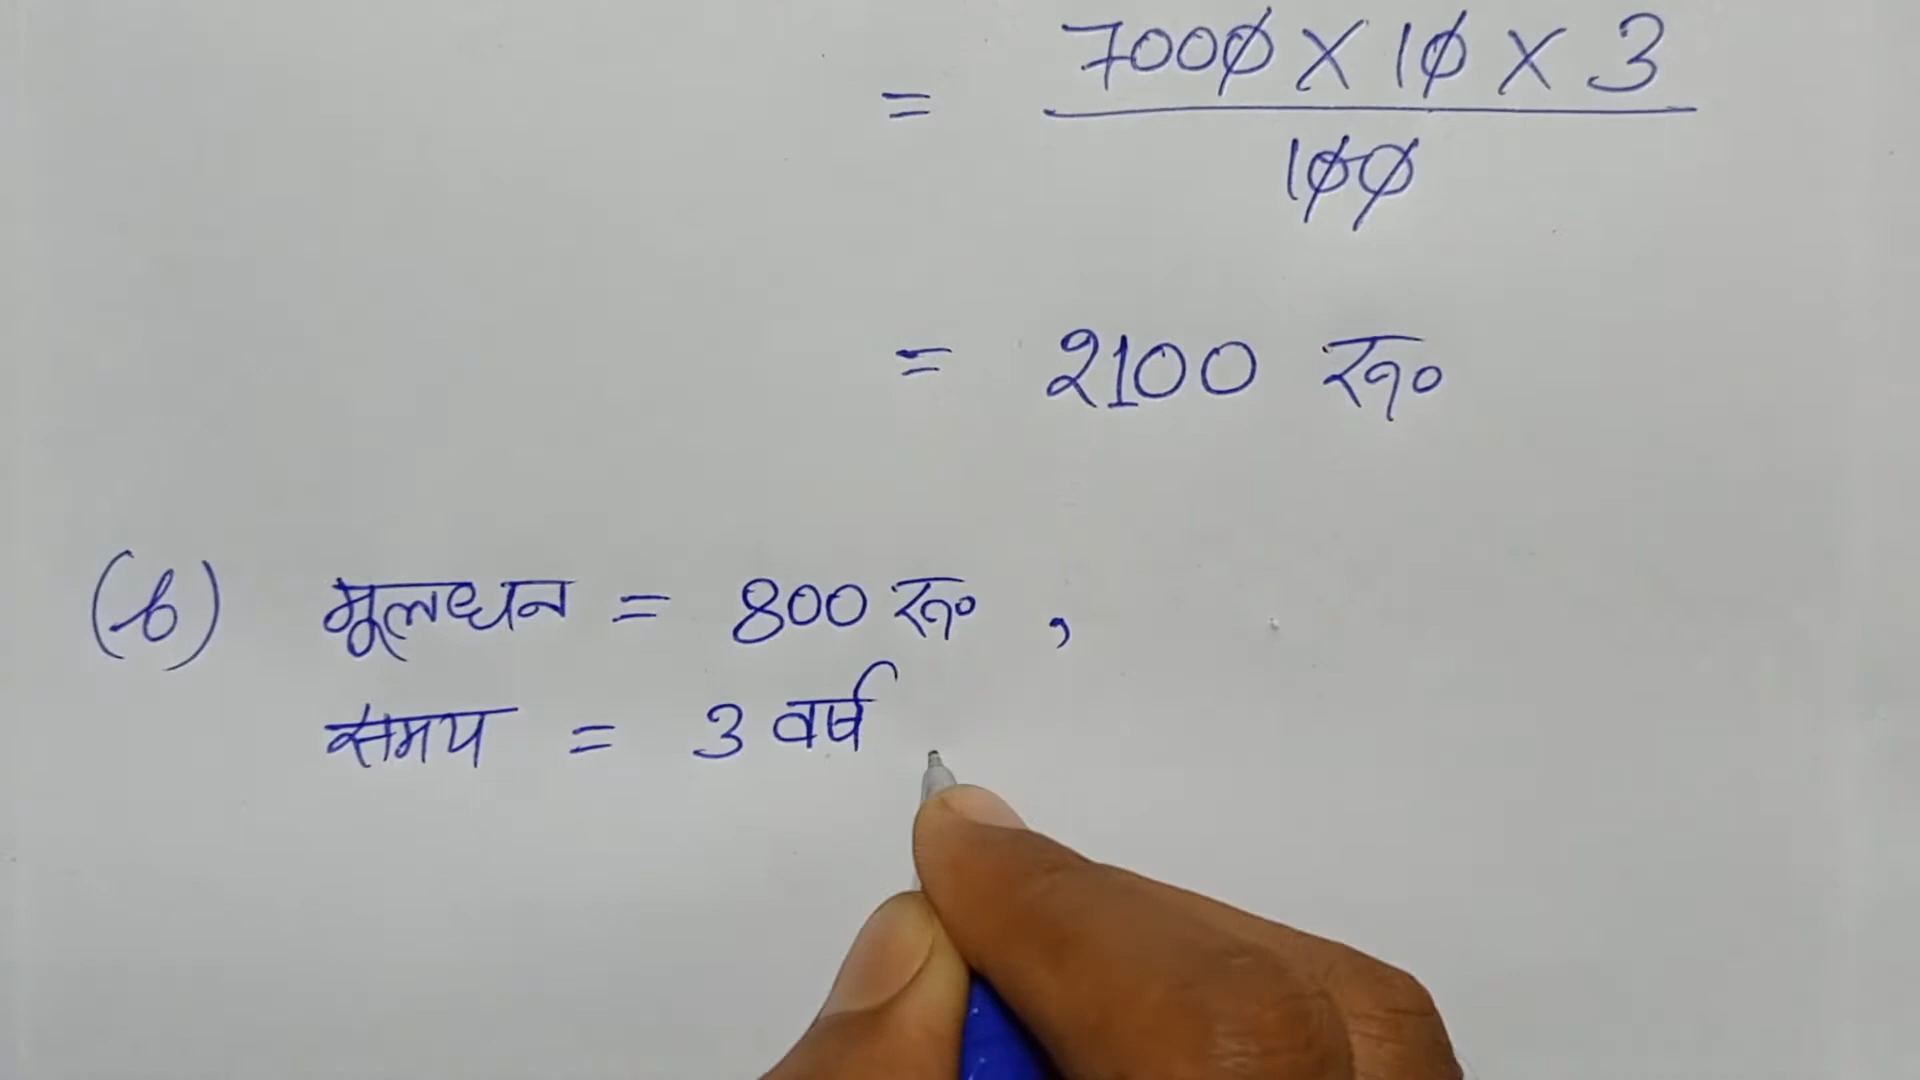 = 7000 × 10 × 3
100
= 2100 रू०
(b) मूलधन = 800 रू० ,
समय = 3 वर्ष